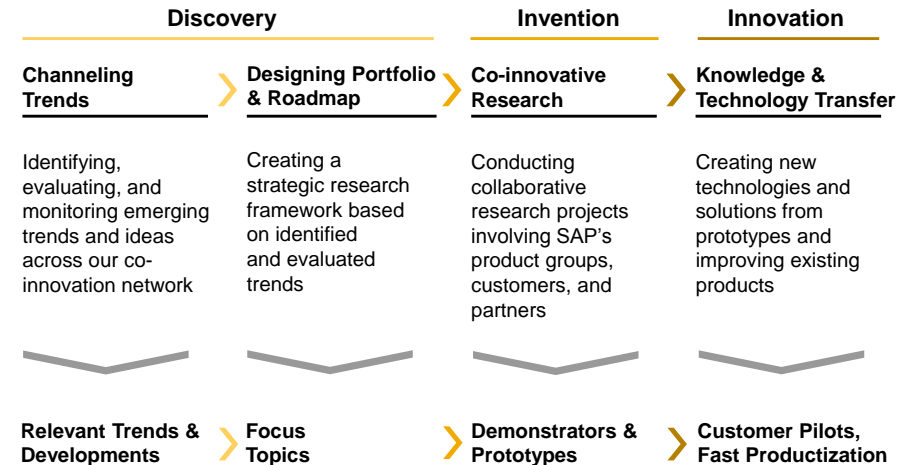 Discovery
Invention
Innovation
Channeling
Trends
Designing Portfolio
& Roadmap
Co-innovative
Research
Knowledge &
Technology Transfer
Identifying,
evaluating, and
monitoring emerging
trends and ideas
across our co-
innovation network
Creating a
strategic research
framework based
on identified
and evaluated
trends
Conducting
collaborative
research projects
involving SAP’s
product groups,
customers, and
partners
Creating new
technologies and
solutions from
prototypes and
improving existing
products
Relevant Trends &
Developments
Focus
Topics
Demonstrators &
Prototypes
Customer Pilots,
Fast Productization